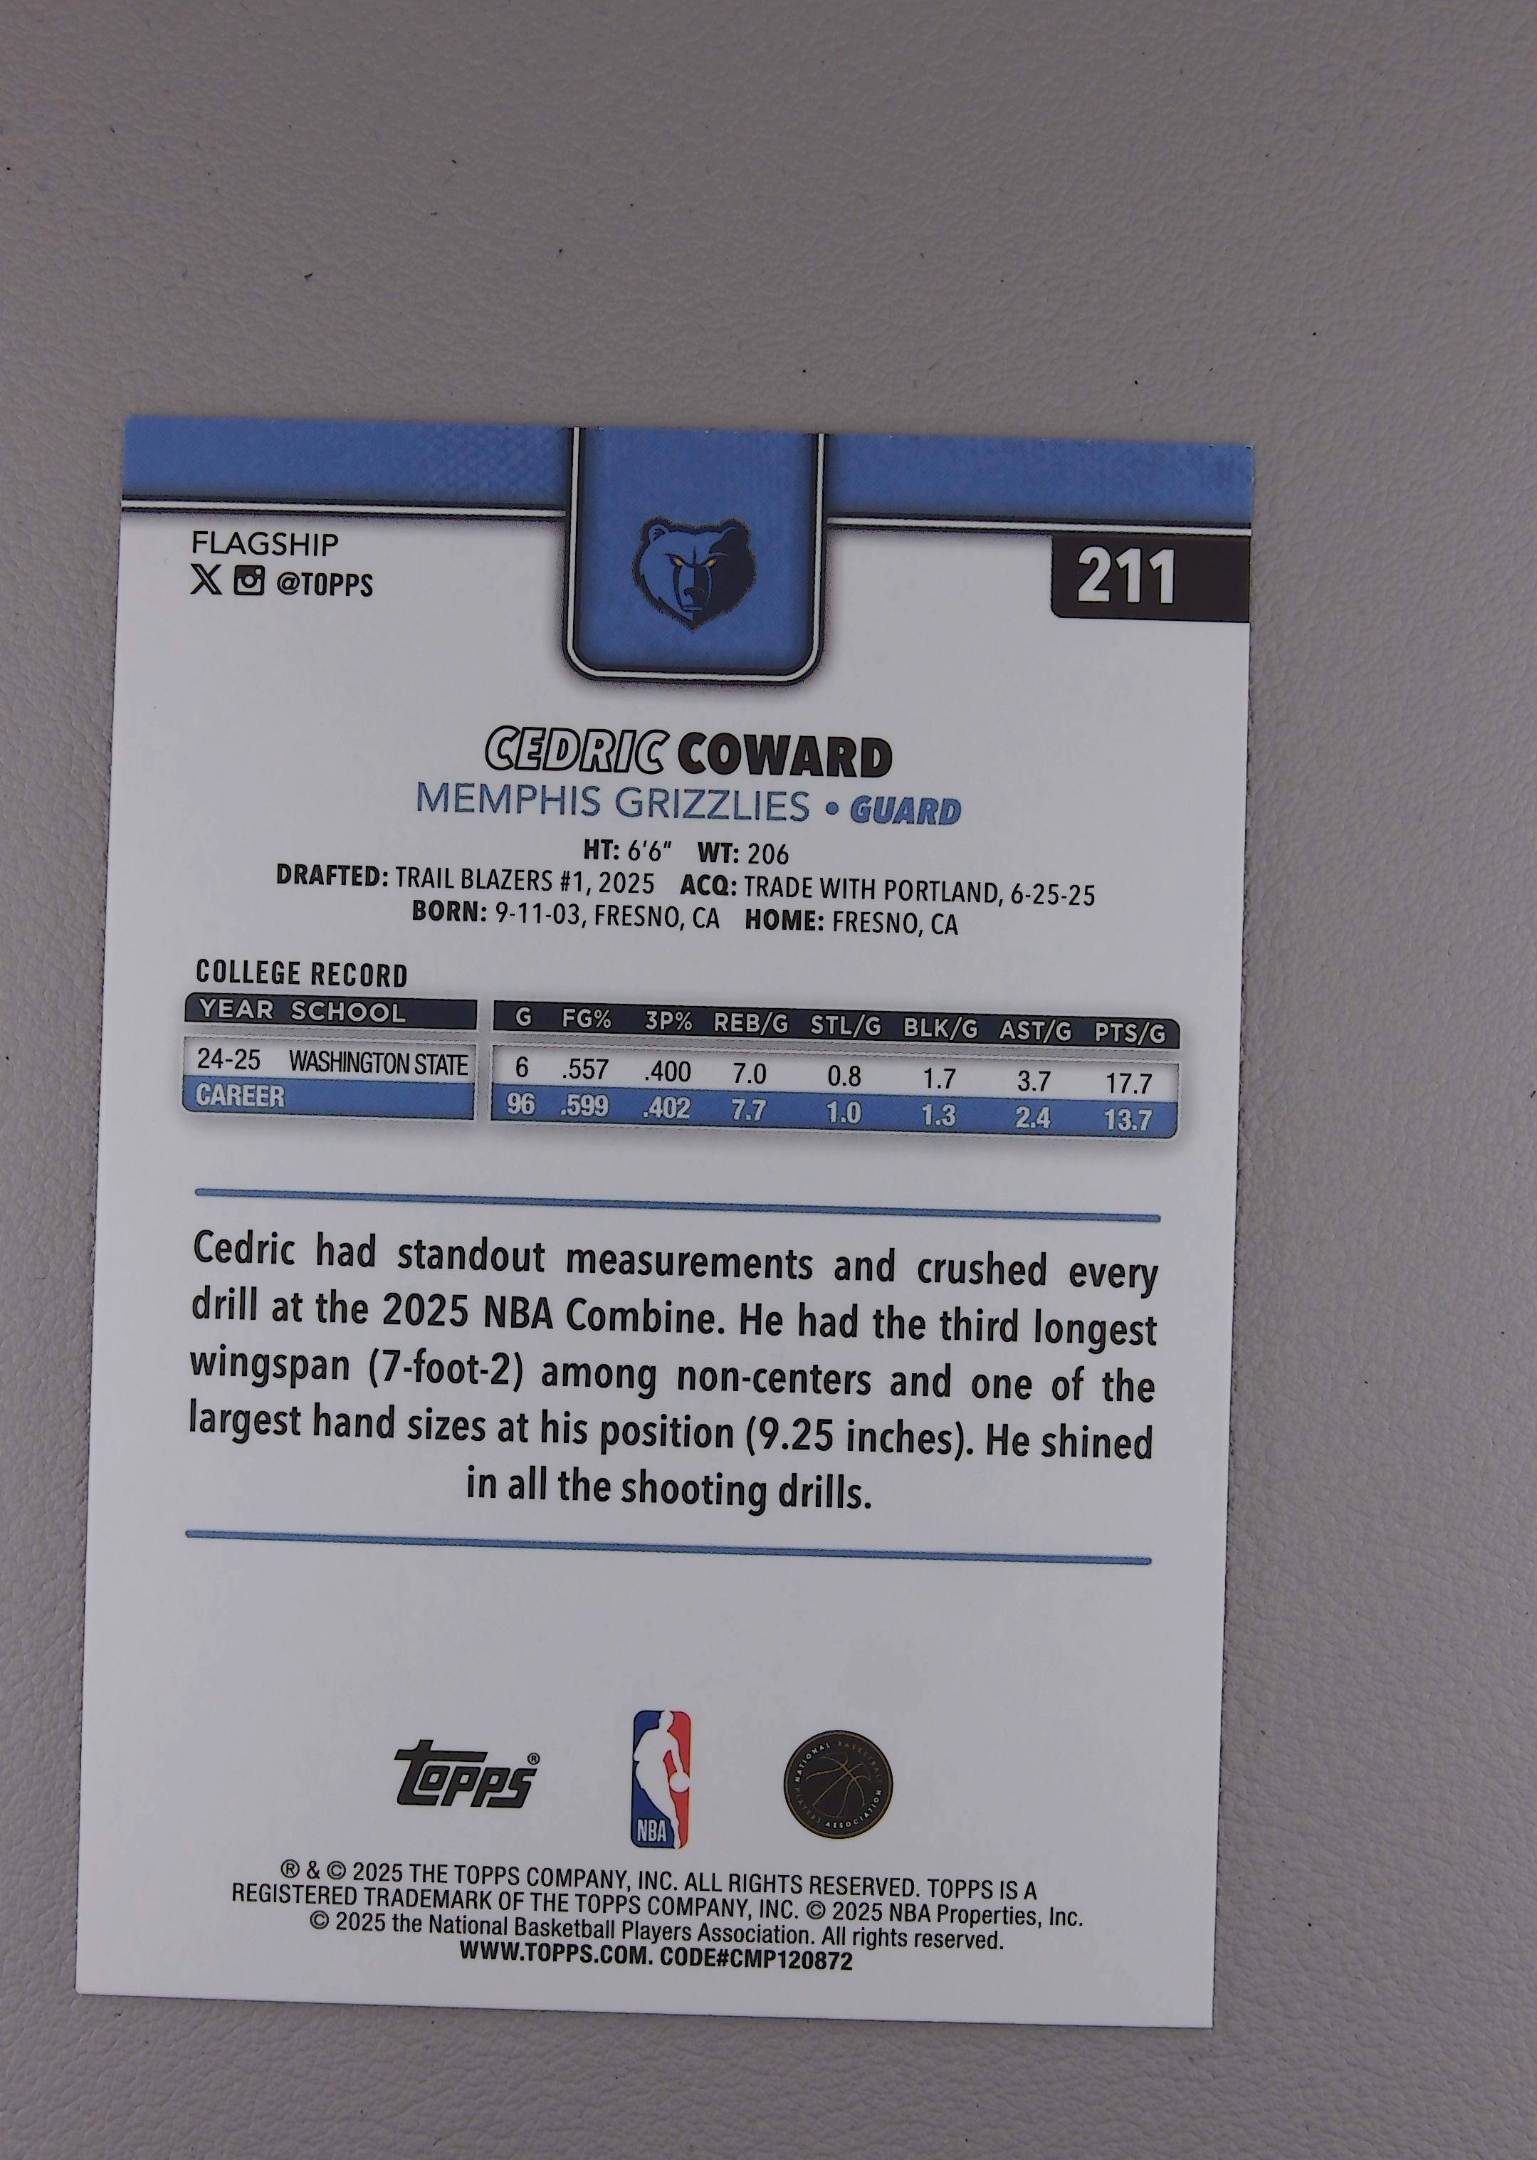 FLAGSHIP
X @TOPPS
211
CEDRIC COWARD
MEMPHIS GRIZZLIES • GUARD
HT: 6'6" WT: 206
DRAFTED: TRAIL BLAZERS #1, 2025 ACQ: TRADE WITH PORTLAND, 6-25-25
BORN: 9-11-03, FRESNO, CA HOME: FRESNO, CA
COLLEGE RECORD
YEAR SCHOOL G FG% 3P% REB/G STL/G BLK/G AST/G PTS/G
24-25 WASHINGTON STATE 6 .557 .400 7.0 0.8 1.7 3.7 17.7
CAREER 96 .599 .402 7.7 1.0 1.3 2.4 13.7
Cedric had standout measurements and crushed every
drill at the 2025 NBA Combine. He had the third longest
wingspan (7-foot-2) among non-centers and one of the
largest hand sizes at his position (9.25 inches). He shined
in all the shooting drills.
topps®
NBA
NATIONAL BASKETBALL PLAYERS ASSOCIATION
® & © 2025 THE TOPPS COMPANY, INC. ALL RIGHTS RESERVED. TOPPS IS A
REGISTERED TRADEMARK OF THE TOPPS COMPANY, INC. © 2025 NBA Properties, Inc.
© 2025 the National Basketball Players Association. All rights reserved.
WWW.TOPPS.COM. CODE#CMP120872